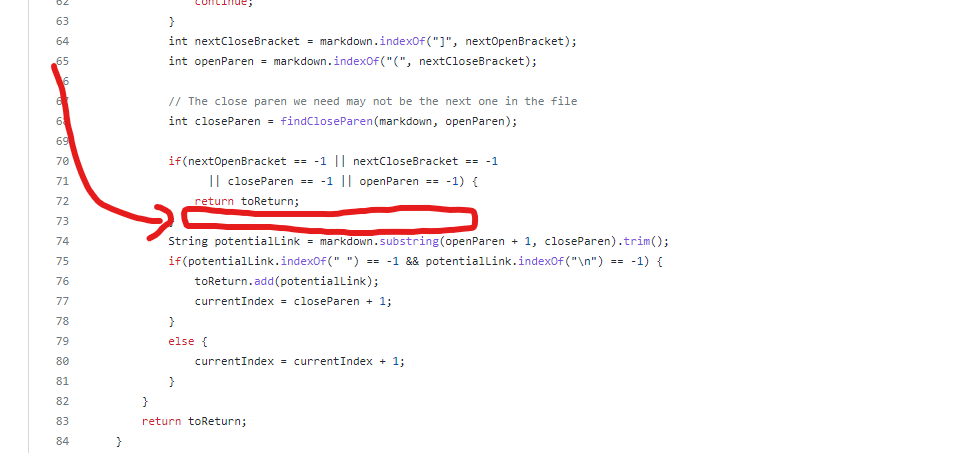 62 continue;
63 }
64 int nextCloseBracket = markdown.indexOf("]", nextOpenBracket);
65 int openParen = markdown.indexOf("(", nextCloseBracket);
6
67 // The close paren we need may not be the next one in the file
68 int closeParen = findCloseParen(markdown, openParen);
69
70 if(nextOpenBracket == -1 || nextCloseBracket == -1
71 || closeParen == -1 || openParen == -1) {
72 return toReturn;
73 }
74 String potentialLink = markdown.substring(openParen + 1, closeParen).trim();
75 if(potentialLink.indexOf(" ") == -1 && potentialLink.indexOf("\n") == -1) {
76 toReturn.add(potentialLink);
77 currentIndex = closeParen + 1;
78 }
79 else {
80 currentIndex = currentIndex + 1;
81 }
82 }
83 return toReturn;
84 }